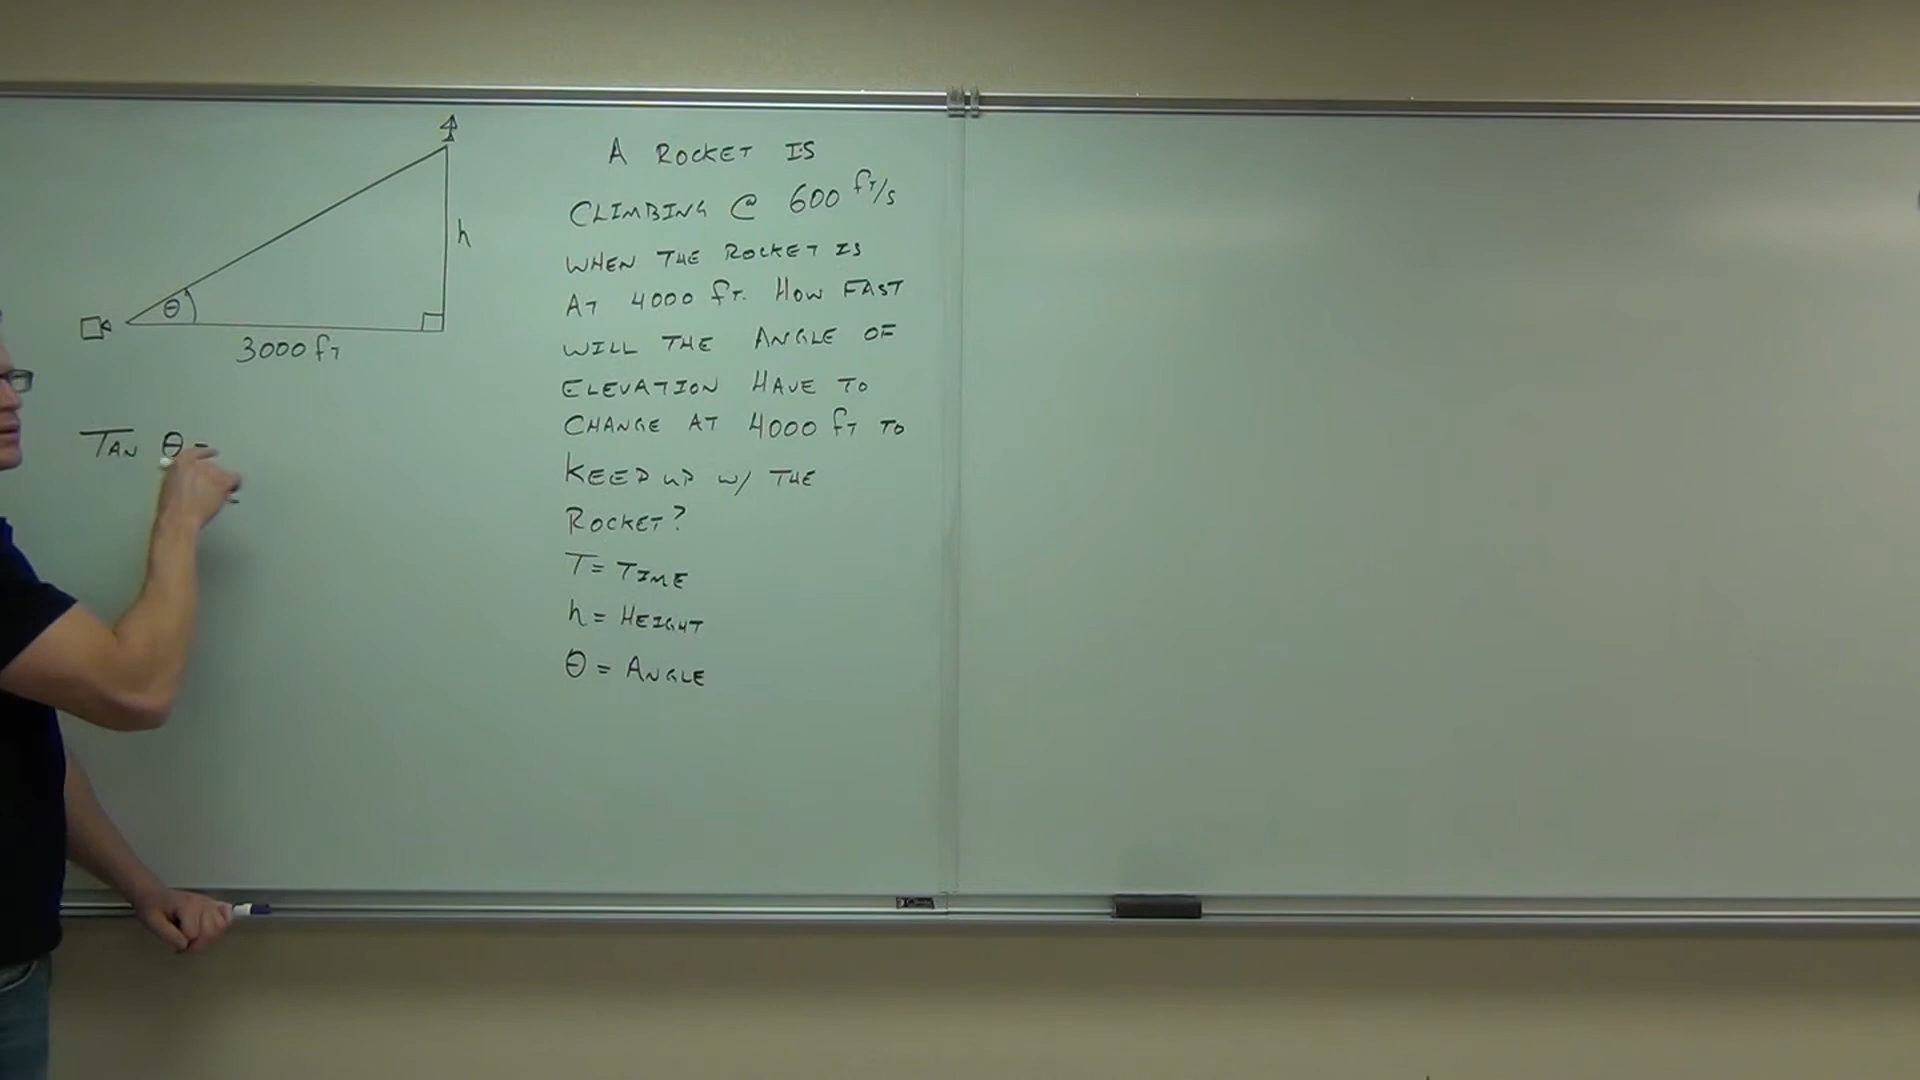 h
θ
3000 ft
TAN θ =
A ROCKET IS
CLIMBING @ 600 ft/s
WHEN THE ROCKET IS
AT 4000 ft. HOW FAST
WILL THE ANGLE OF
ELEVATION HAVE TO
CHANGE AT 4000 ft TO
KEEP UP W/ THE
ROCKET?
T = TIME
h = HEIGHT
θ = ANGLE